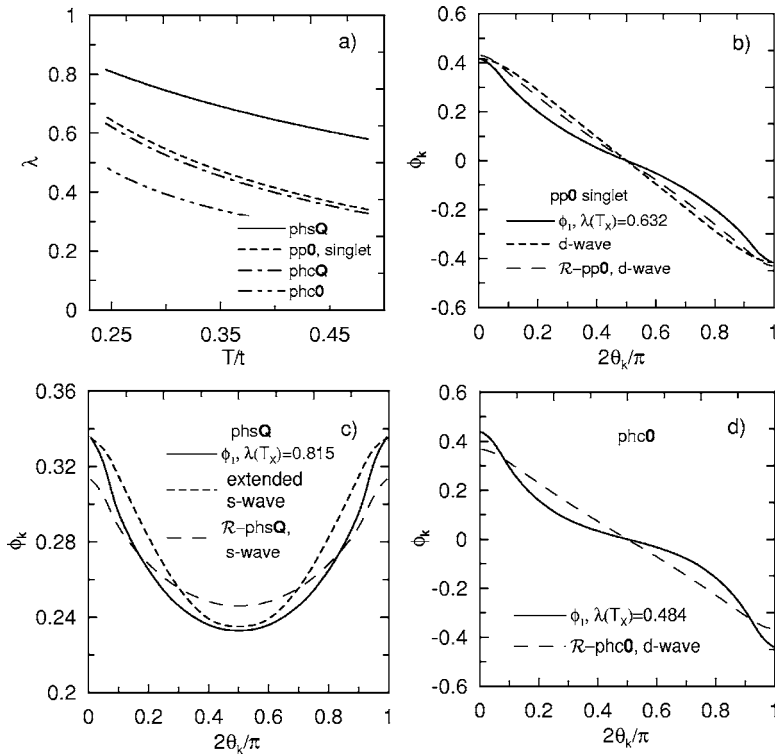 a)
1
0.8
0.6
0.4
0.2
0
λ
phsQ
pp0, singlet
phcQ
phc0
0.25 0.35 0.45
T/t
b)
0.6
0.4
0.2
0
-0.2
-0.4
-0.6
ϕk
pp0 singlet
ϕ1, λ(TX)=0.632
d-wave
R–pp0, d-wave
0 0.2 0.4 0.6 0.8 1
2θk/π
c)
0.36
0.32
0.28
0.24
0.2
ϕk
phsQ
ϕ1, λ(TX)=0.815
extended
s-wave
R–phsQ,
s-wave
0 0.2 0.4 0.6 0.8 1
2θk/π
d)
0.6
0.4
0.2
0
-0.2
-0.4
-0.6
ϕk
phc0
ϕ1, λ(TX)=0.484
R–phc0, d-wave
0 0.2 0.4 0.6 0.8 1
2θk/π